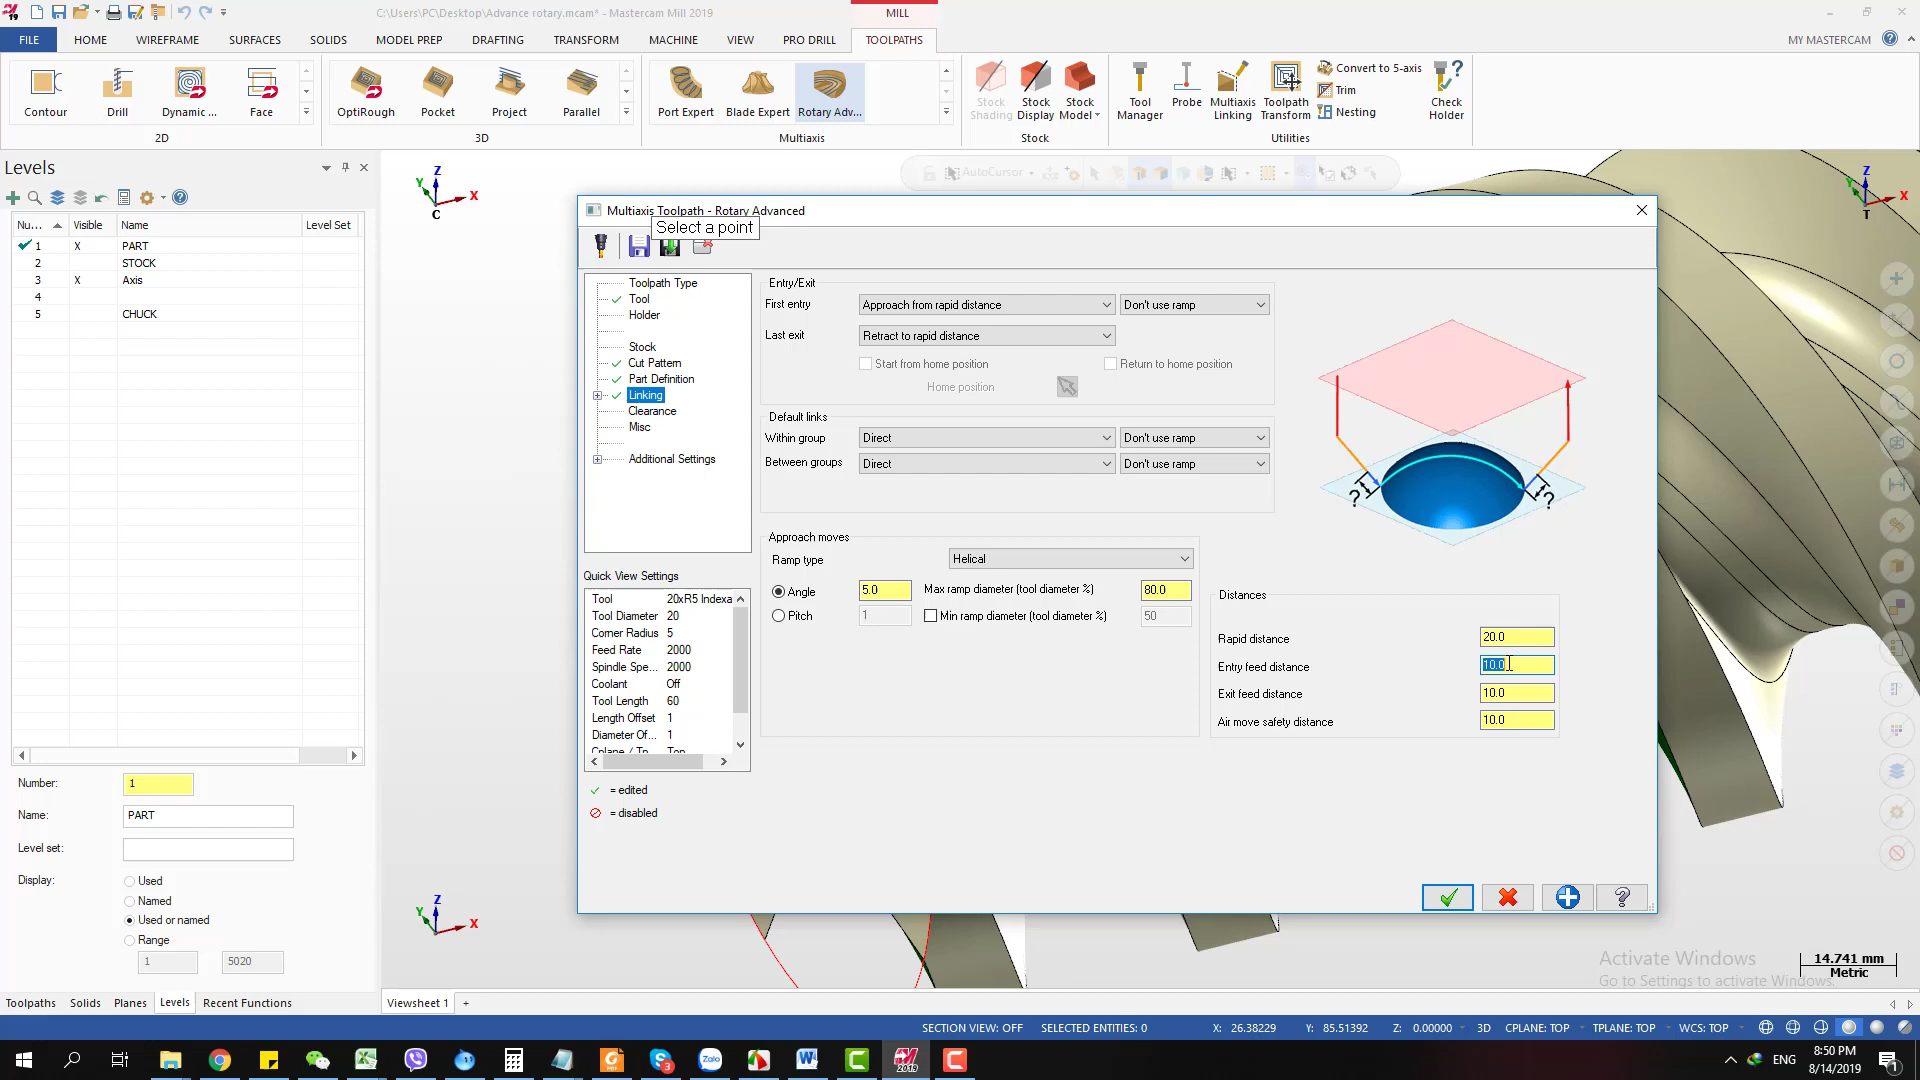 C:\Users\PC\Desktop\Advance rotary.mcam* - Mastercam Mill 2019
MILL
FILE
HOME
WIREFRAME
SURFACES
SOLIDS
MODEL PREP
DRAFTING
TRANSFORM
MACHINE
VIEW
PRO DRILL
TOOLPATHS
MY MASTERCAM
Contour
Drill
Dynamic ...
Face
OptiRough
Pocket
Project
Parallel
Port Expert
Blade Expert
Rotary Adv...
Stock Shading
Stock Display
Stock Model
Tool Manager
Probe
Multiaxis Linking
Toolpath Transform
Convert to 5-axis
Trim
Nesting
Check Holder
2D
3D
Multiaxis
Stock
Utilities
Levels
Nu...
Visible
Name
Level Set
1 X PART
2 STOCK
3 X Axis
4
5 CHUCK
Number:
1
Name:
PART
Level set:
Display:
Used
Named
Used or named
Range
1
5020
Toolpaths
Solids
Planes
Levels
Recent Functions
Z
Y
X
C
AutoCursor
Z
Y
X
T
Multiaxis Toolpath - Rotary Advanced
Select a point
Toolpath Type
Tool
Holder
Stock
Cut Pattern
Part Definition
Linking
Clearance
Misc
Additional Settings
Quick View Settings
Tool 20xR5 Indexa
Tool Diameter 20
Corner Radius 5
Feed Rate 2000
Spindle Spe... 2000
Coolant Off
Tool Length 60
Length Offset 1
Diameter Of... 1
Cplane / Tp... Top
= edited
= disabled
Entry/Exit
First entry
Approach from rapid distance
Don't use ramp
Last exit
Retract to rapid distance
Start from home position
Return to home position
Home position
Default links
Within group
Direct
Don't use ramp
Between groups
Direct
Don't use ramp
Approach moves
Ramp type
Helical
Angle
5.0
Max ramp diameter (tool diameter %)
80.0
Pitch
1
Min ramp diameter (tool diameter %)
50
?
?
Distances
Rapid distance
20.0
Entry feed distance
10.0
Exit feed distance
10.0
Air move safety distance
10.0
Z
Y
X
Activate Windows
Go to Settings to activate Windows.
14.741 mm
Metric
Viewsheet 1
+
SECTION VIEW: OFF
SELECTED ENTITIES: 0
X: 26.38229
Y: 85.51392
Z: 0.00000
3D
CPLANE: TOP
TPLANE: TOP
WCS: TOP
Zalo
2019
ENG
8:50 PM
8/14/2019